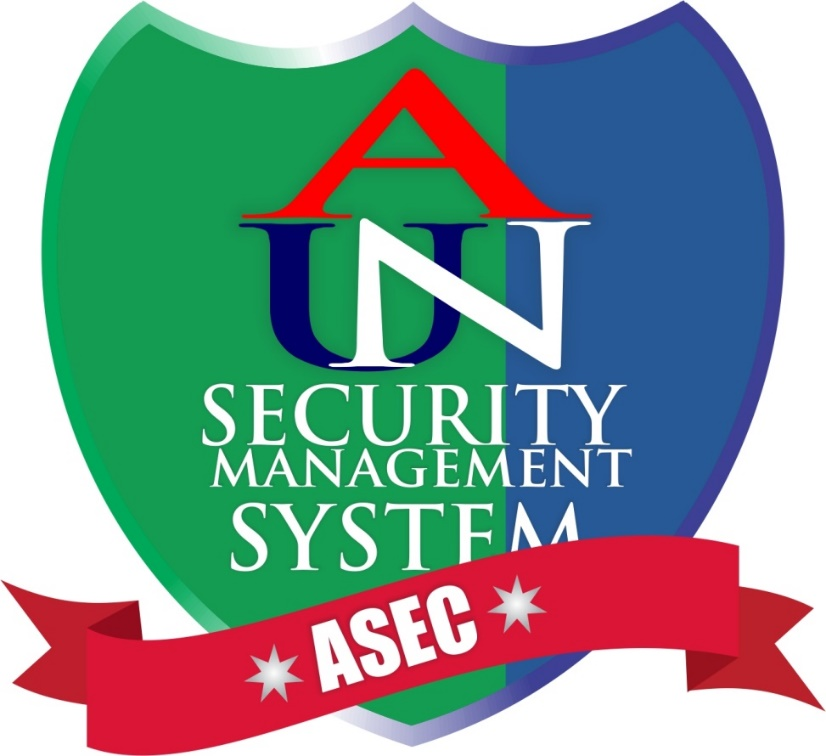 A
UN
SECURITY
MANAGEMENT
SYSTEM
ASEC